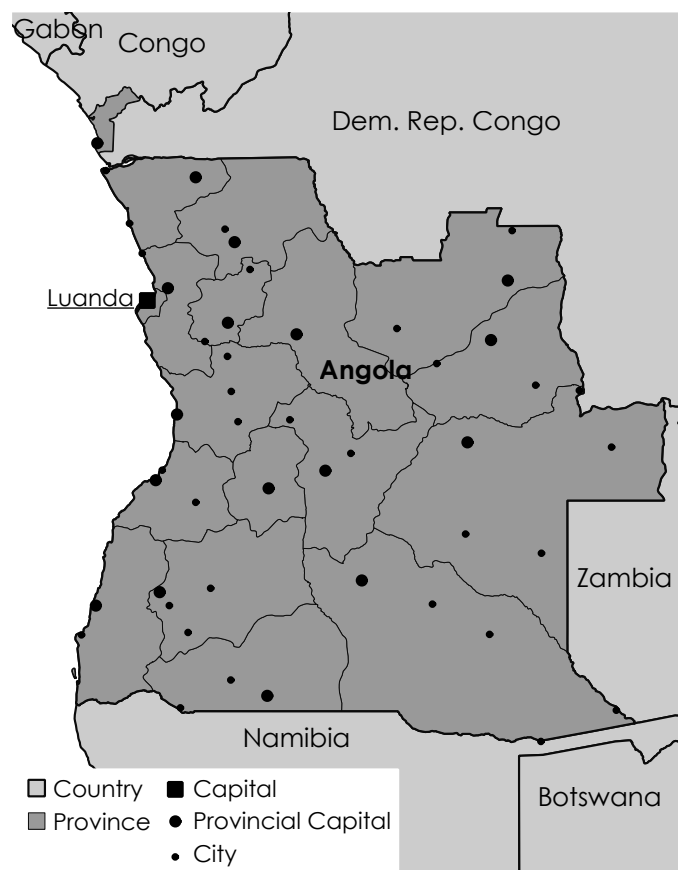 Gabon
Congo
Dem. Rep. Congo
Luanda
Angola
Zambia
Namibia
Botswana
Country
Capital
Province
Provincial Capital
City